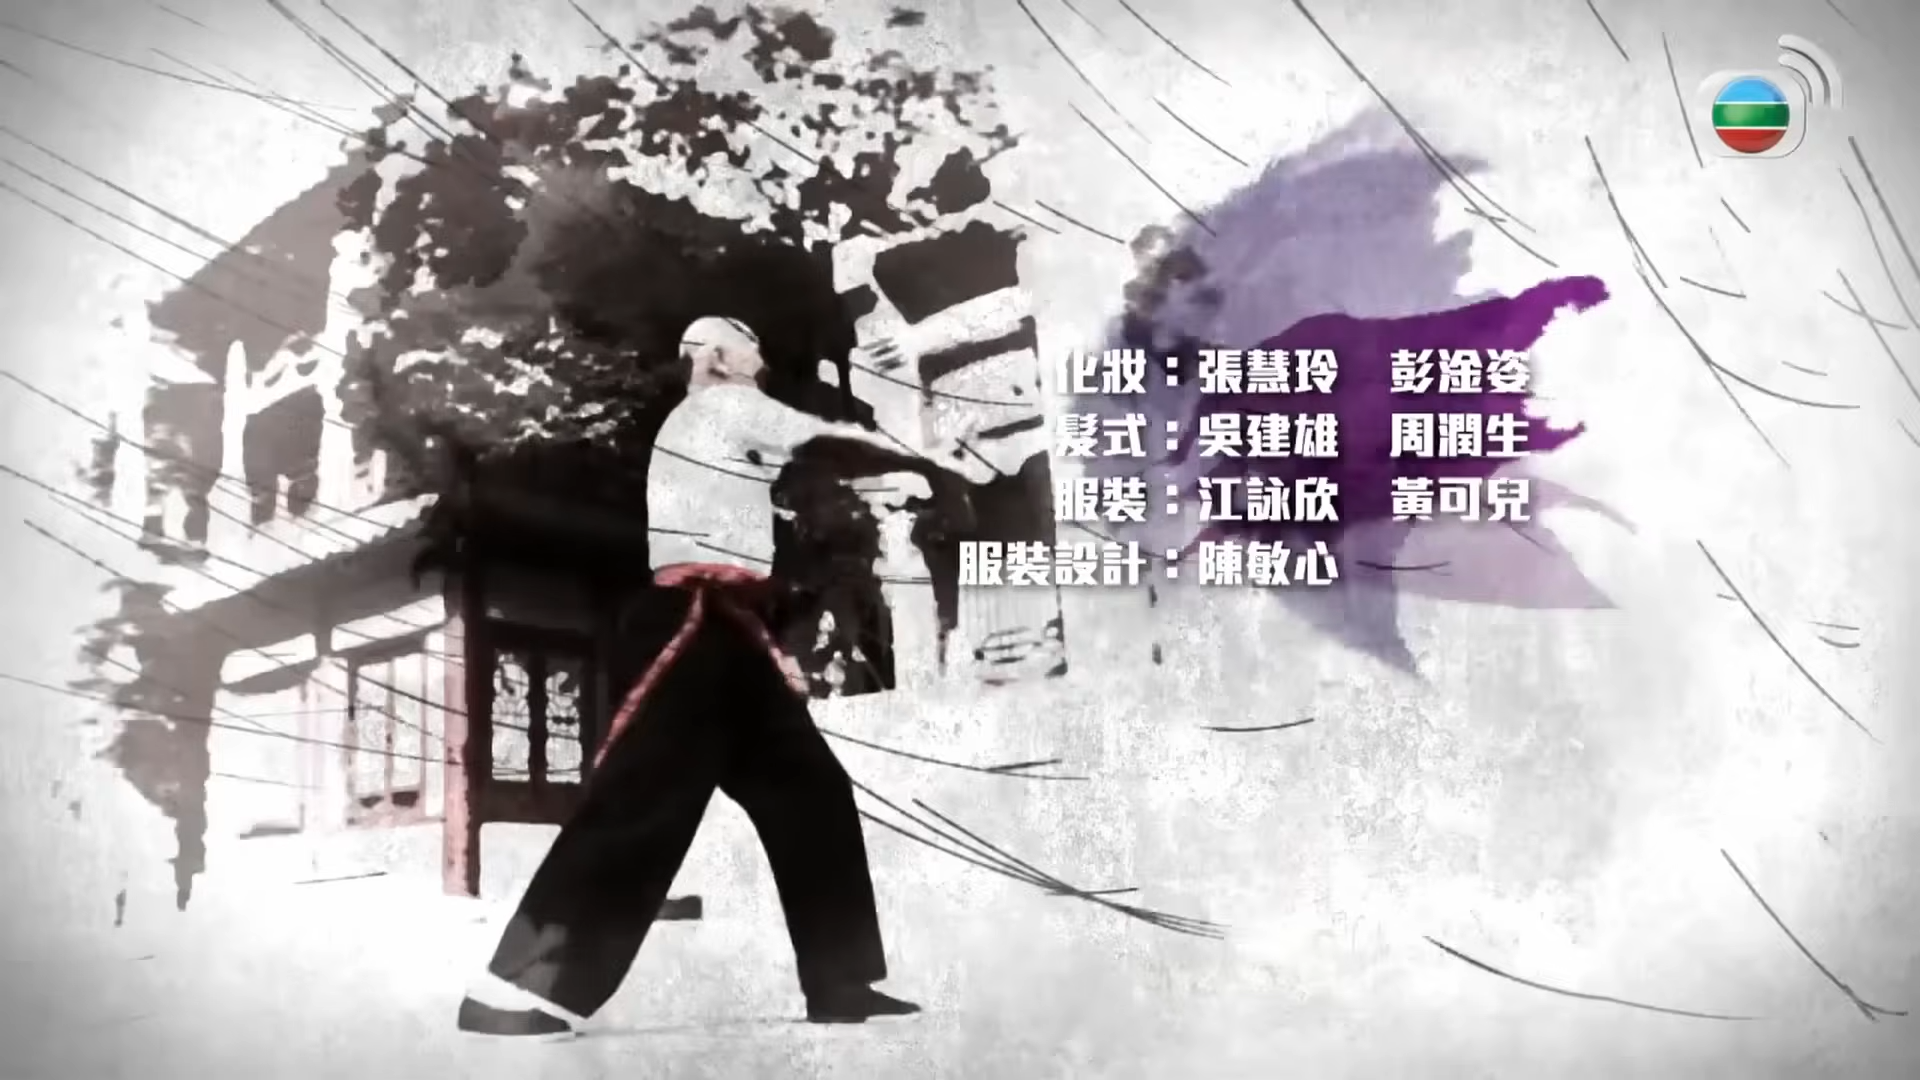 化妝：張慧玲　彭淦姿
髮式：吳建雄　周潤生
服裝：江詠欣　黃可兒
服裝設計：陳敏心